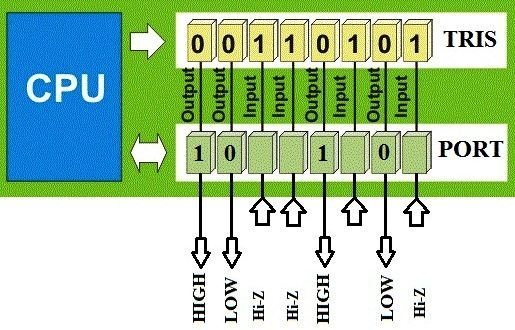 0 0 1 1 0 1 0 1 TRIS
CPU
Output Output Input Input Output Input Output Input
1 0 1 0 PORT
HIGH LOW Hi-Z Hi-Z HIGH LOW Hi-Z